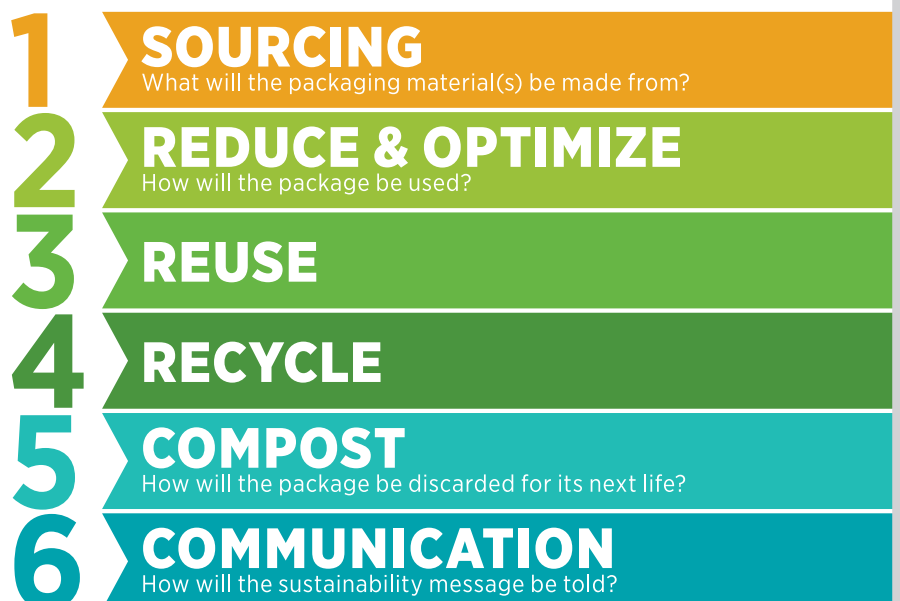 1
SOURCING
What will the packaging material(s) be made from?
2
REDUCE & OPTIMIZE
How will the package be used?
3
REUSE
4
RECYCLE
5
COMPOST
How will the package be discarded for its next life?
6
COMMUNICATION
How will the sustainability message be told?